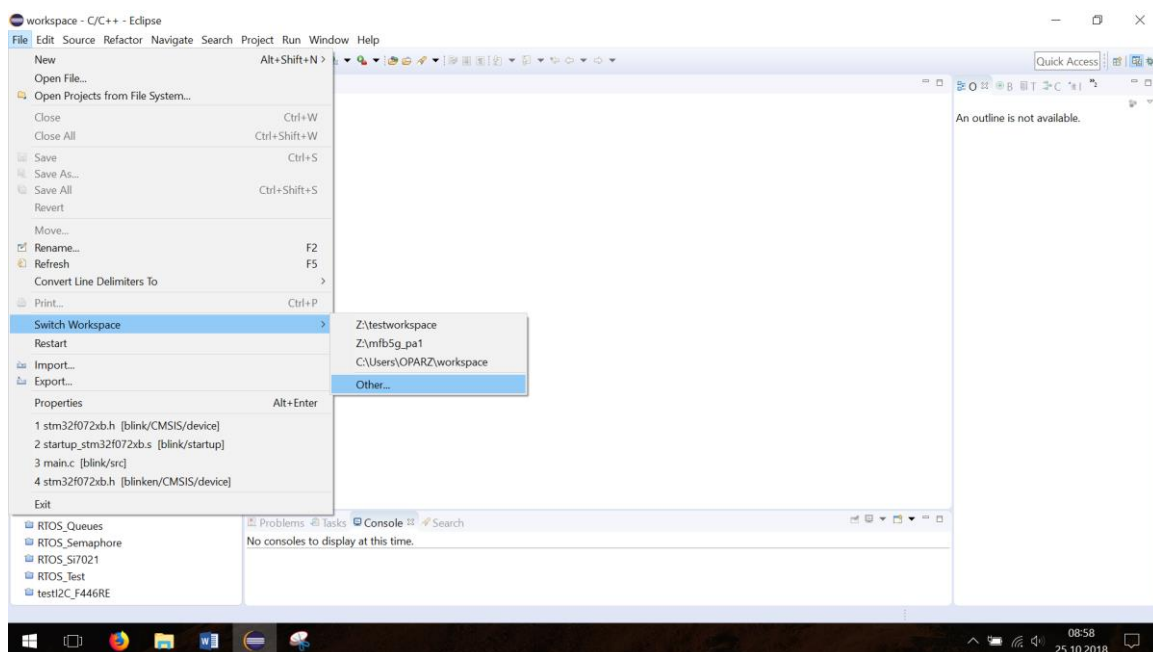 workspace - C/C++ - Eclipse
File Edit Source Refactor Navigate Search Project Run Window Help
New Alt+Shift+N >
Open File...
Open Projects from File System...
Close Ctrl+W
Close All Ctrl+Shift+W
Save Ctrl+S
Save As...
Save All Ctrl+Shift+S
Revert
Move...
Rename... F2
Refresh F5
Convert Line Delimiters To >
Print... Ctrl+P
Switch Workspace >
Restart
Import...
Export...
Properties Alt+Enter
1 stm32f072xb.h [blink/CMSIS/device]
2 startup_stm32f072xb.s [blink/startup]
3 main.c [blink/src]
4 stm32f072xb.h [blinken/CMSIS/device]
Exit
Z:\testworkspace
Z:\mfb5g_pa1
C:\Users\OPARZ\workspace
Other...
Quick Access
O B T C
An outline is not available.
RTOS_Queues
RTOS_Semaphore
RTOS_Si7021
RTOS_Test
testI2C_F446RE
Problems Tasks Console Search
No consoles to display at this time.
08:58
25.10.2018